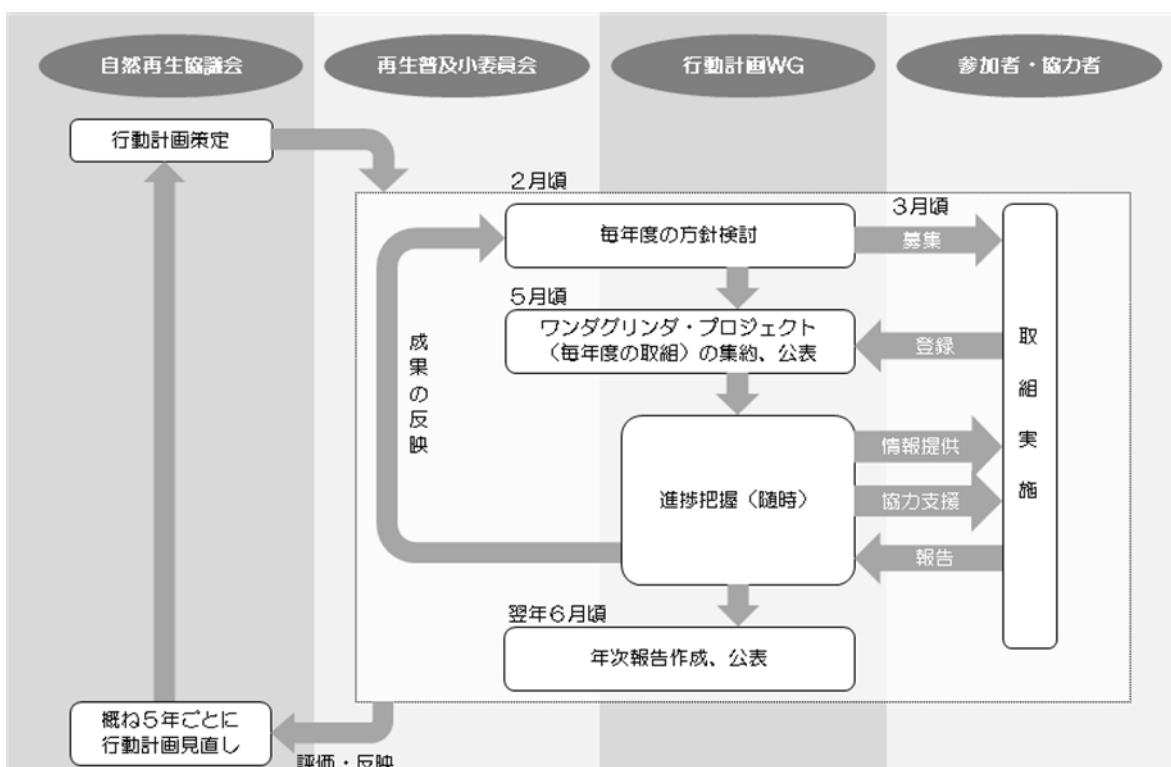 自然再生協議会
再生普及小委員会
行動計画WG
参加者・協力者
行動計画策定
2月頃
毎年度の方針検討
3月頃
募集
5月頃
ワンダグリンダ・プロジェクト
（毎年度の取組）の集約、公表
登録
取組実施
成果の反映
進捗把握（随時）
情報提供
協力支援
報告
翌年6月頃
年次報告作成、公表
概ね5年ごとに
行動計画見直し
評価・反映